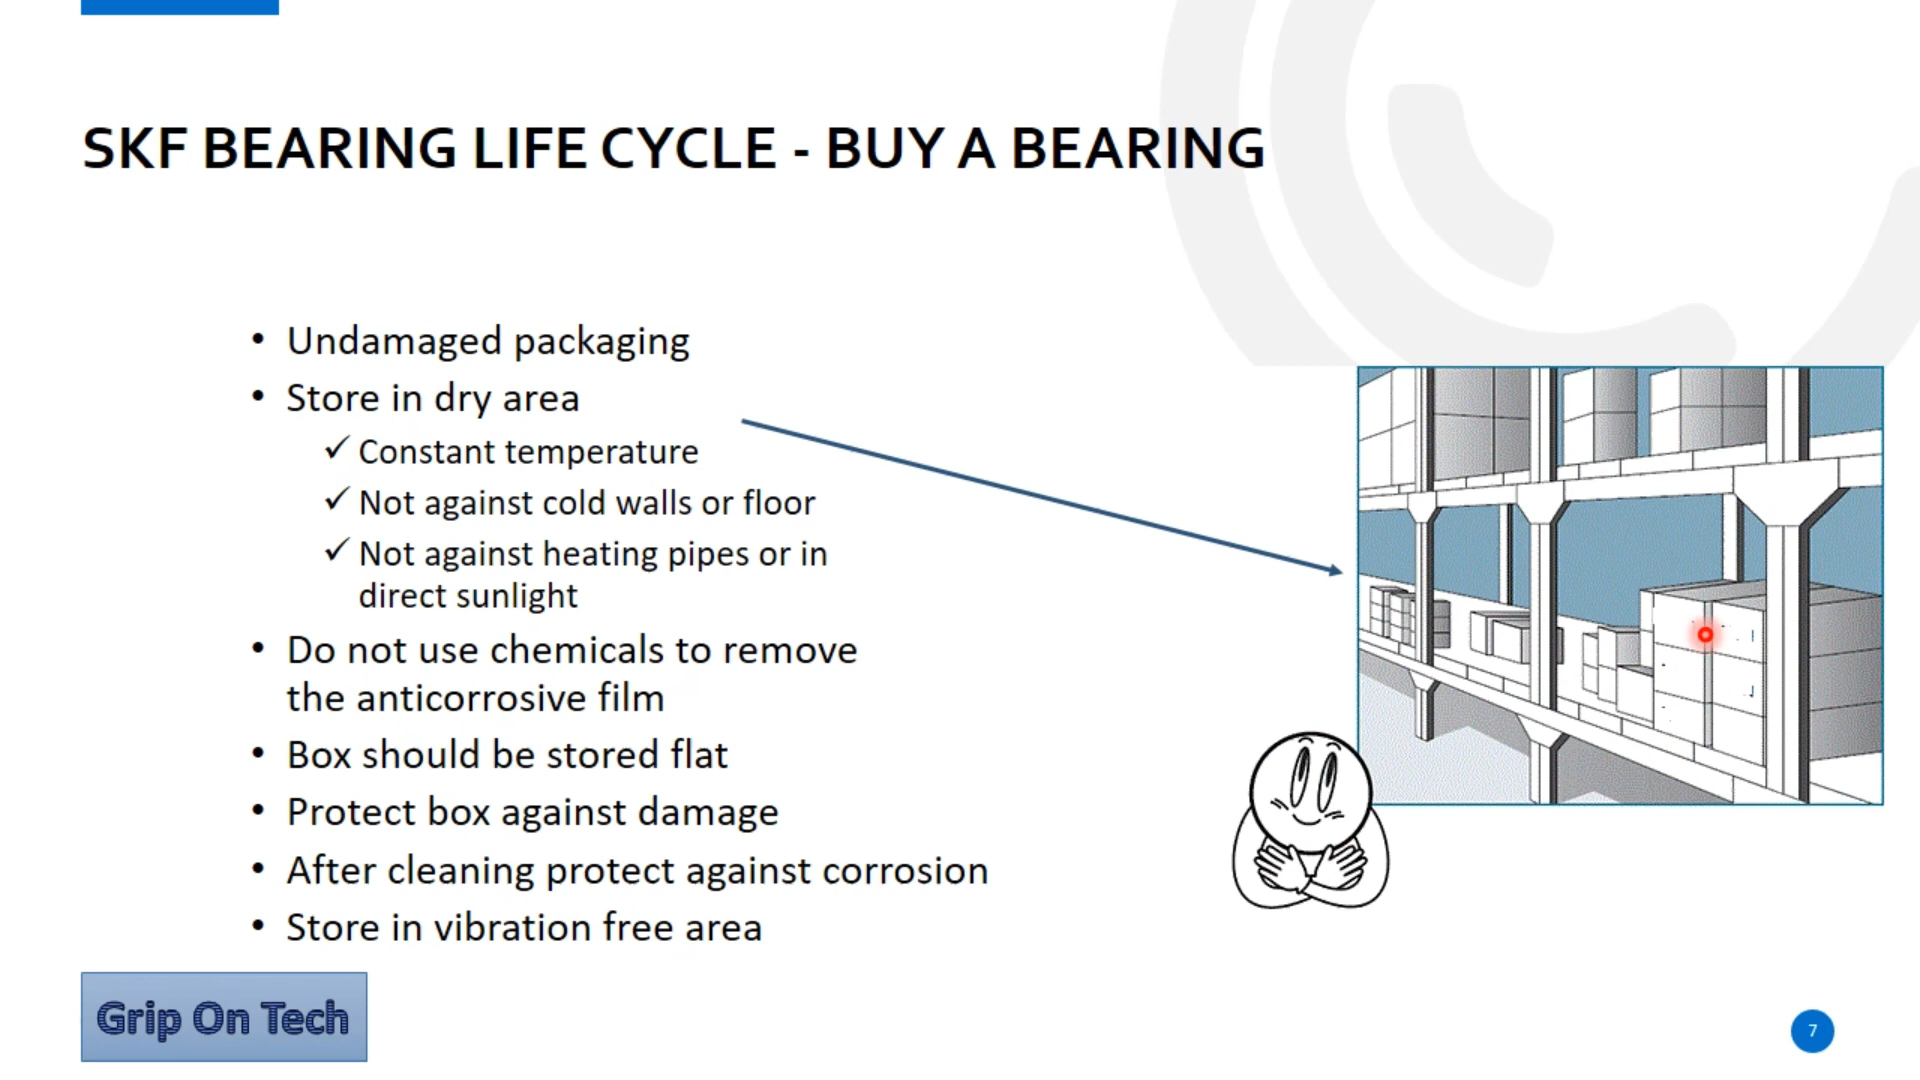 SKF BEARING LIFE CYCLE - BUY A BEARING
• Undamaged packaging
• Store in dry area
✓ Constant temperature
✓ Not against cold walls or floor
✓ Not against heating pipes or in
direct sunlight
• Do not use chemicals to remove
the anticorrosive film
• Box should be stored flat
• Protect box against damage
• After cleaning protect against corrosion
• Store in vibration free area
Grip On Tech
7